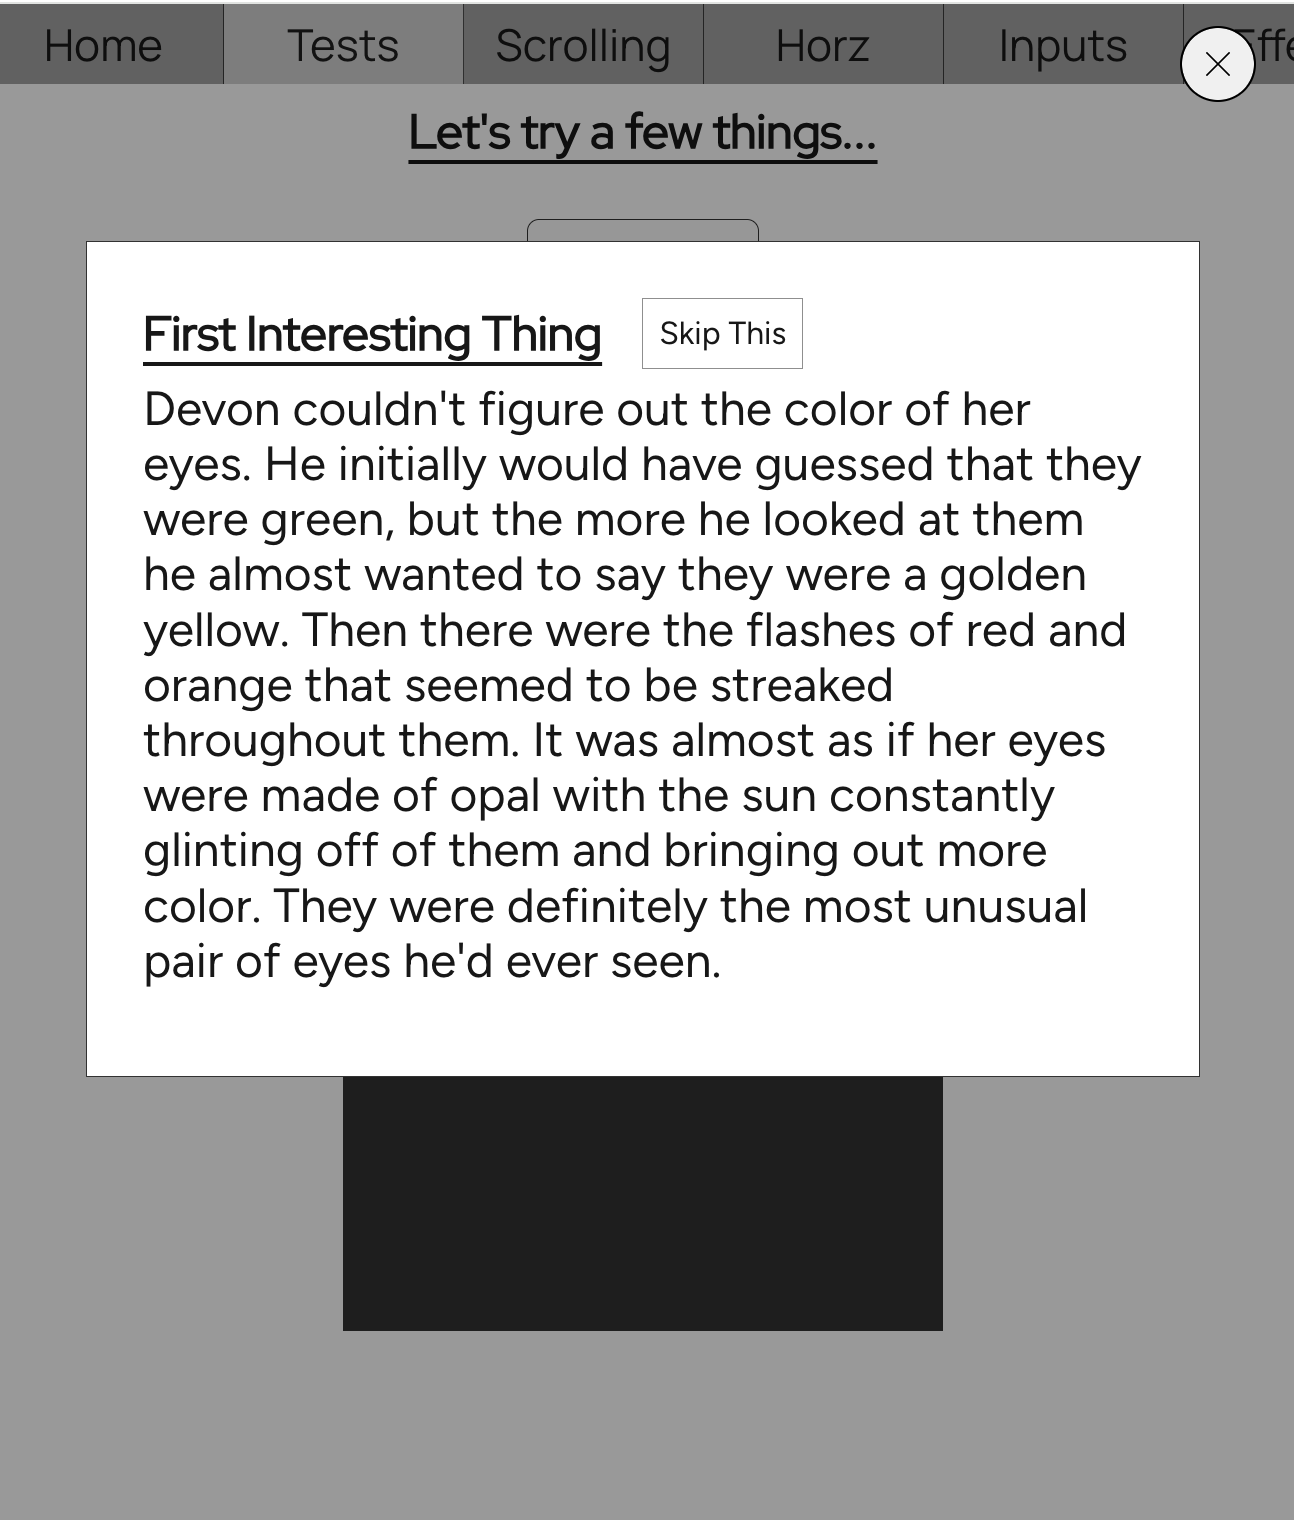 Home Tests Scrolling Horz Inputs
Let's try a few things...
First Interesting Thing Skip This
Devon couldn't figure out the color of her
eyes. He initially would have guessed that they
were green, but the more he looked at them
he almost wanted to say they were a golden
yellow. Then there were the flashes of red and
orange that seemed to be streaked
throughout them. It was almost as if her eyes
were made of opal with the sun constantly
glinting off of them and bringing out more
color. They were definitely the most unusual
pair of eyes he'd ever seen.